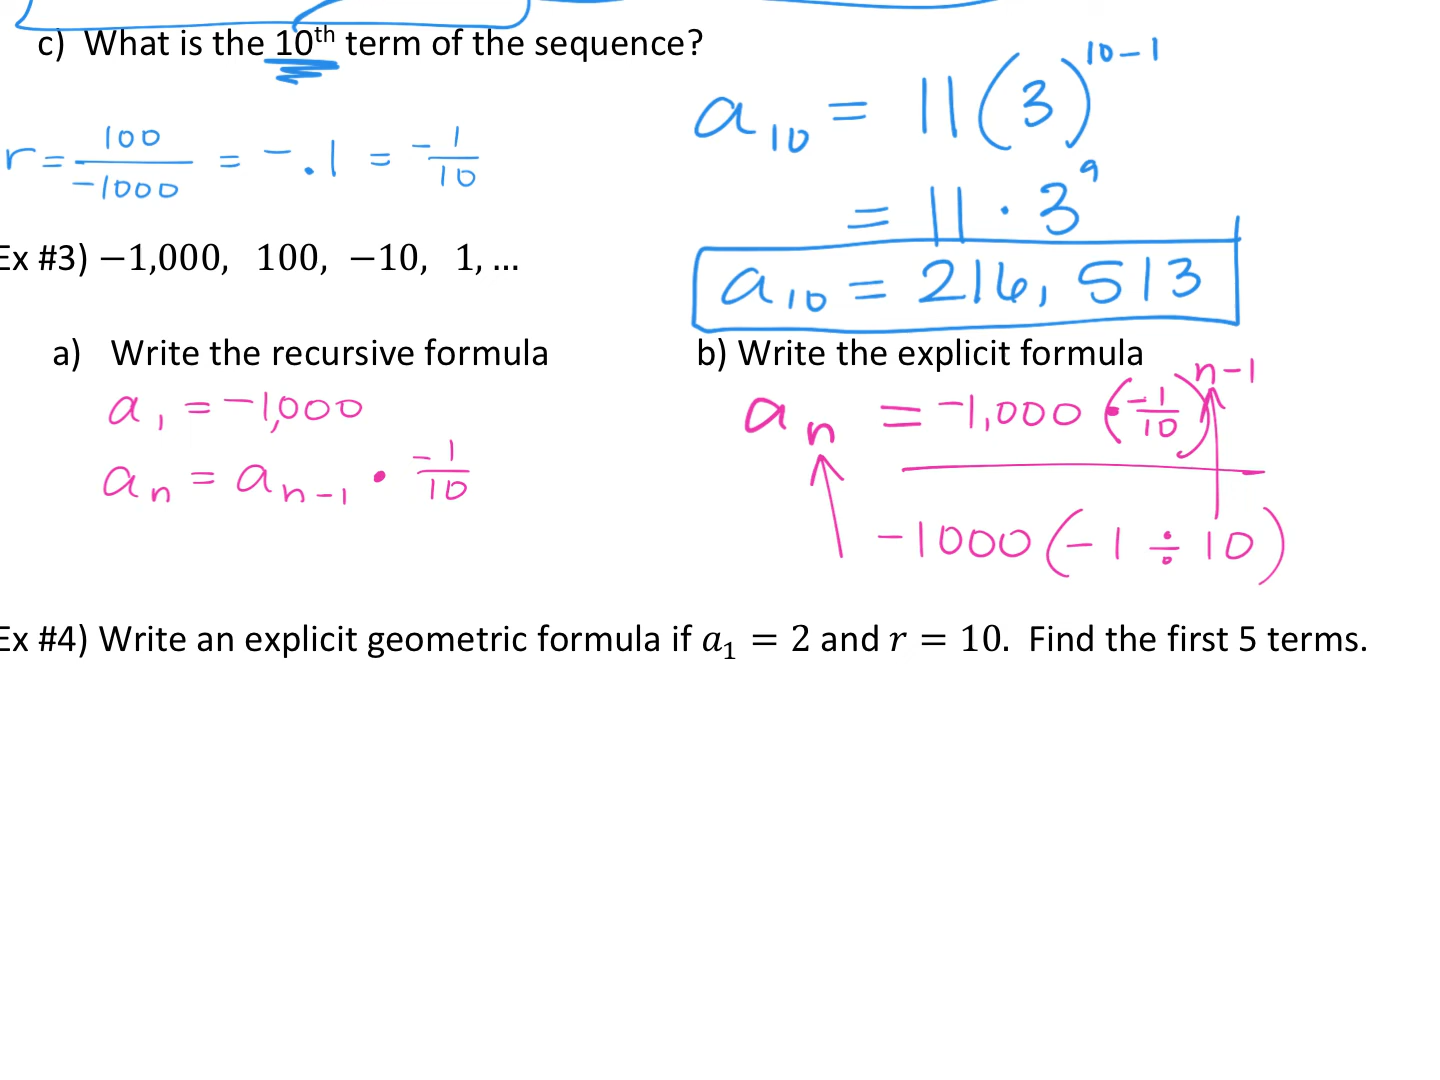 c) What is the 10th term of the sequence?
a10 = 11(3)^10-1
r = 100/-1000 = -.1 = -1/10
= 11 · 3^9
Ex #3) −1,000, 100, −10, 1, ...
a10 = 216,513
a) Write the recursive formula
b) Write the explicit formula
a1 = -1,000
an = -1,000 (-1/10)^n-1
an = an-1 · -1/10
-1000 (-1 ÷ 10)
Ex #4) Write an explicit geometric formula if a1 = 2 and r = 10. Find the first 5 terms.